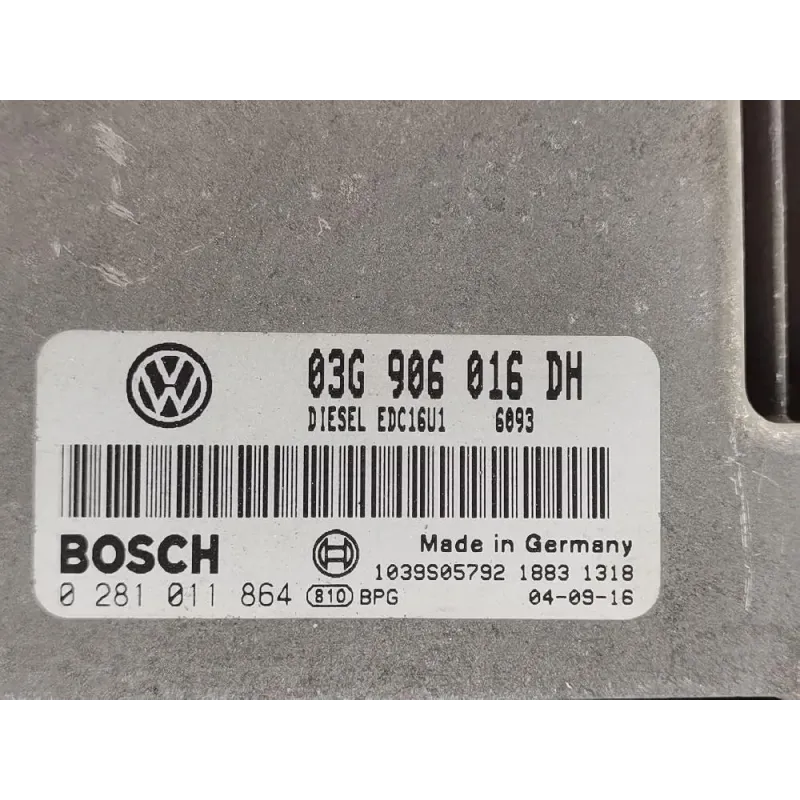 VW
03G 906 016 DH
DIESEL EDC16U1 6093
BOSCH
Made in Germany
1039S05792 1883 1318
0 281 011 864 810 BPG 04-09-16